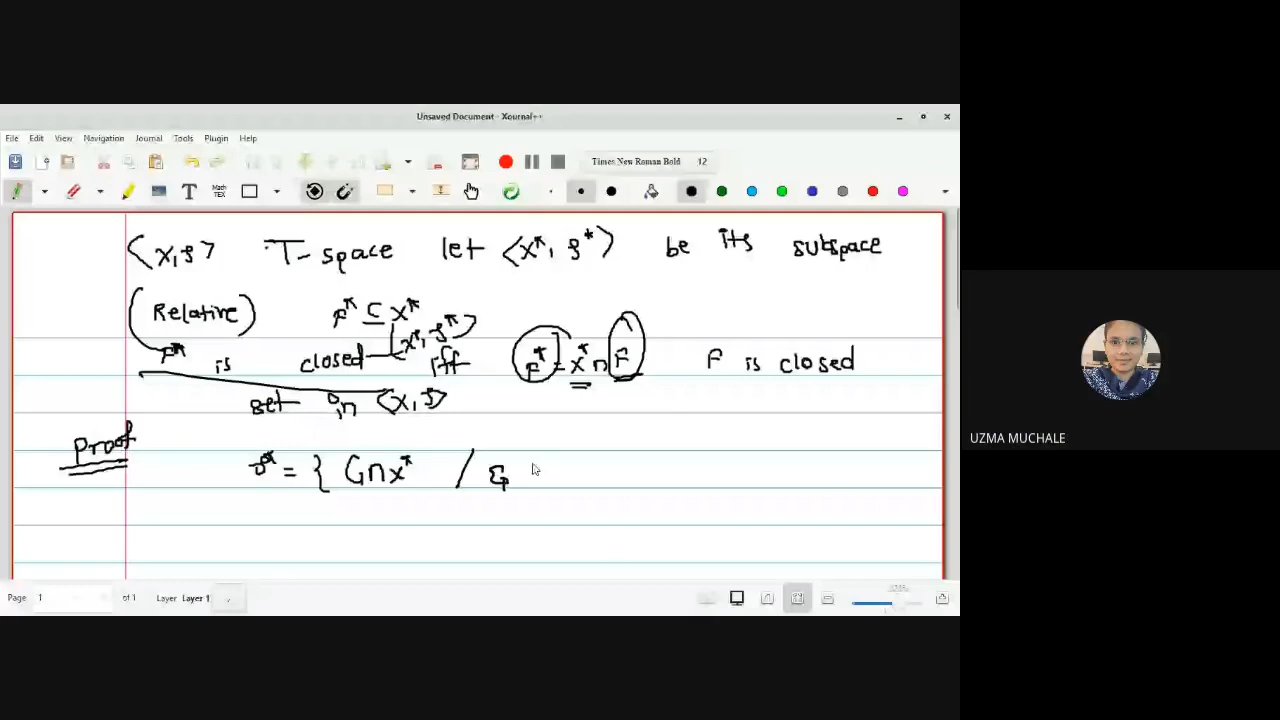 Unsaved Document - Xournal++
File Edit View Navigation Journal Tools Plugin Help
Times New Roman Bold 12
<X, J> T- space let <X*, J*> be its subspace
(Relative) F* ⊆ X*
<X*, J*>
F* is closed iff F* = X* ∩ F F is closed
set in <X, J>
Proof
J* = { G∩X* / G
UZMA MUCHALE
Page 1 of 1 Layer Layer 1